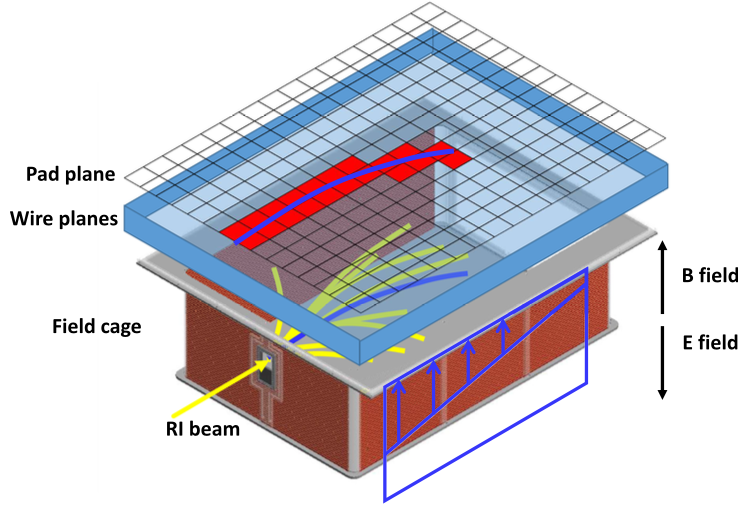 Pad plane
Wire planes
B field
Field cage
E field
RI beam